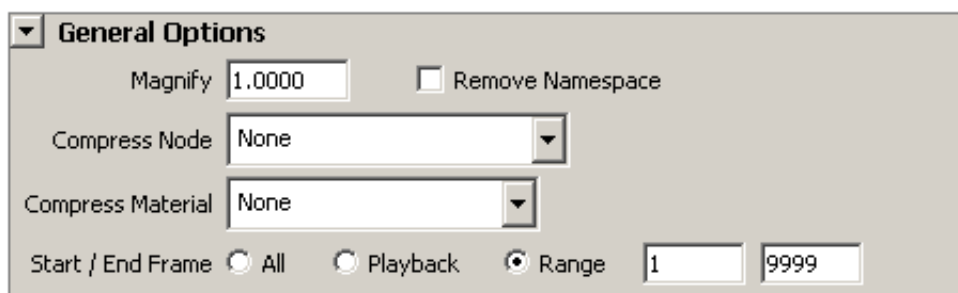 General Options
Magnify 1.0000 Remove Namespace
Compress Node None
Compress Material None
Start / End Frame All Playback Range 1 9999